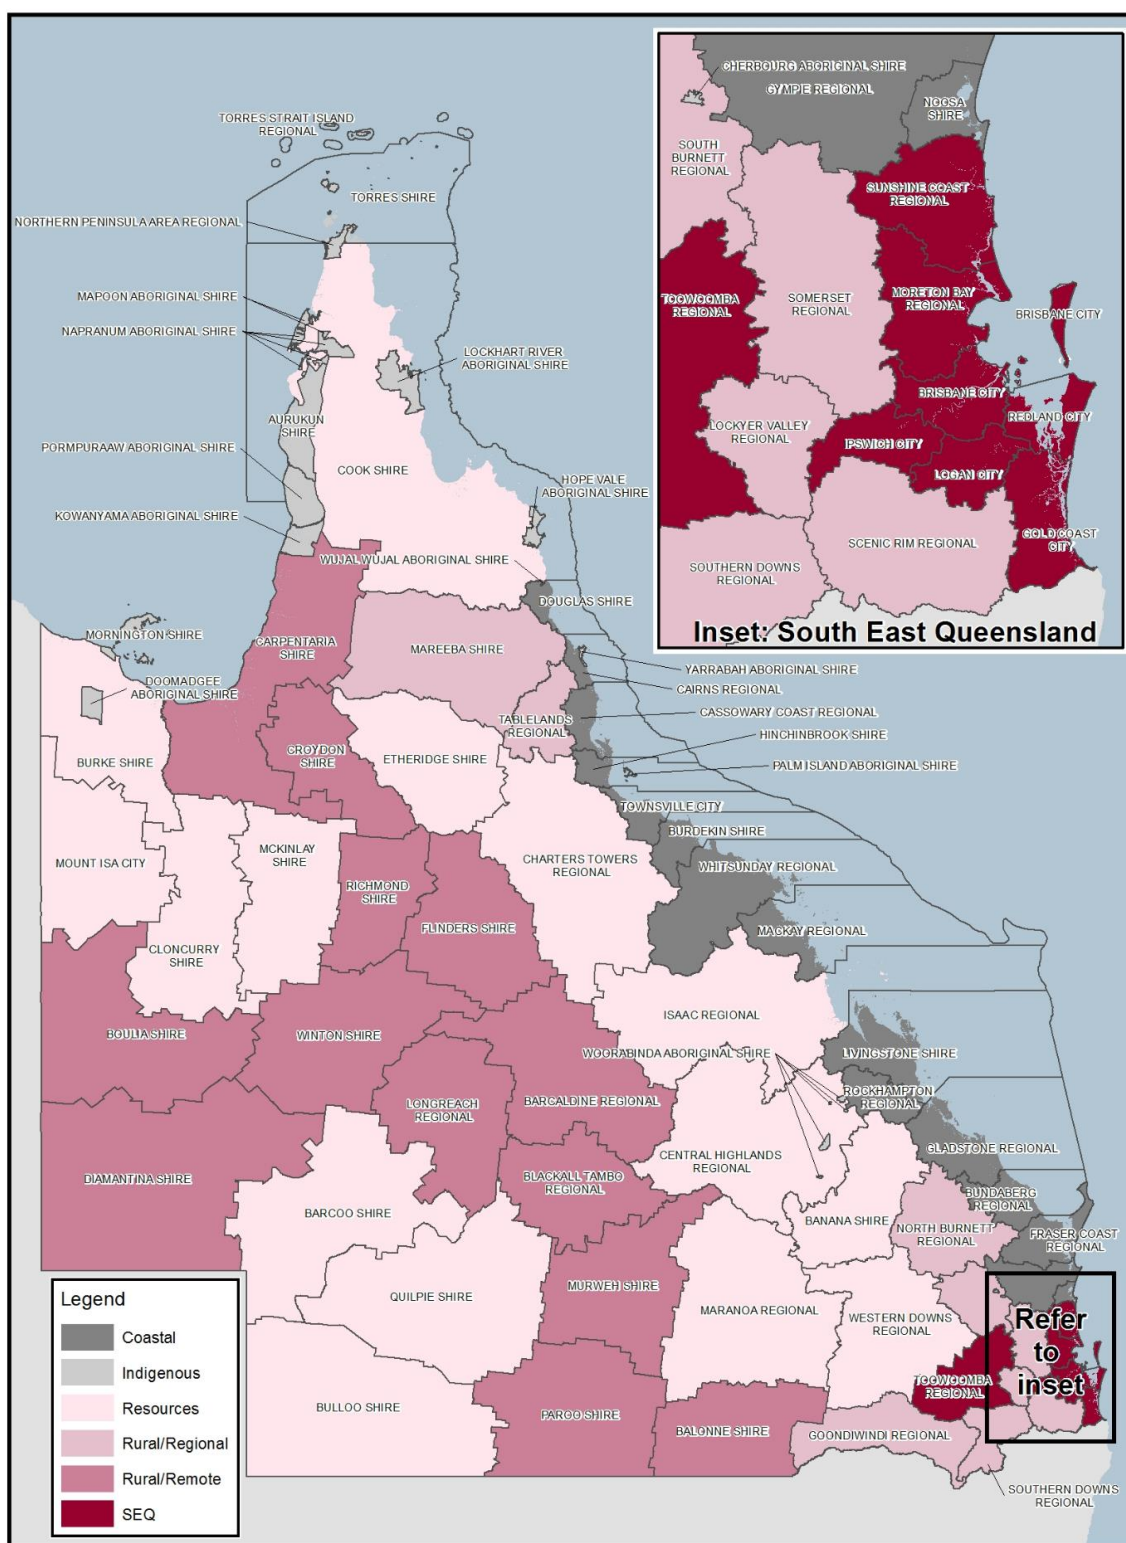 TORRES STRAIT ISLAND
REGIONAL
TORRES SHIRE
NORTHERN PENINSULA AREA REGIONAL
MAPOON ABORIGINAL SHIRE
NAPRANUM ABORIGINAL SHIRE
LOCKHART RIVER
ABORIGINAL SHIRE
AURUKUN
SHIRE
PORMPURAAW ABORIGINAL SHIRE
COOK SHIRE
HOPE VALE
ABORIGINAL SHIRE
KOWANYAMA ABORIGINAL SHIRE
WUJAL WUJAL ABORIGINAL SHIRE
DOUGLAS SHIRE
MORNINGTON SHIRE
CARPENTARIA
SHIRE
MAREEBA SHIRE
YARRABAH ABORIGINAL SHIRE
CAIRNS REGIONAL
DOOMADGEE
ABORIGINAL SHIRE
TABLELANDS
REGIONAL
CASSOWARY COAST REGIONAL
HINCHINBROOK SHIRE
CROYDON
SHIRE
ETHERIDGE SHIRE
BURKE SHIRE
PALM ISLAND ABORIGINAL SHIRE
TOWNSVILLE CITY
BURDEKIN SHIRE
MOUNT ISA CITY
MCKINLAY
SHIRE
CHARTERS TOWERS
REGIONAL
WHITSUNDAY REGIONAL
RICHMOND
SHIRE
FLINDERS SHIRE
MACKAY REGIONAL
CLONCURRY
SHIRE
ISAAC REGIONAL
BOULIA SHIRE
WINTON SHIRE
WOORABINDA ABORIGINAL SHIRE
LIVINGSTONE SHIRE
ROCKHAMPTON
REGIONAL
LONGREACH
REGIONAL
BARCALDINE REGIONAL
GLADSTONE REGIONAL
CENTRAL HIGHLANDS
REGIONAL
DIAMANTINA SHIRE
BLACKALL TAMBO
REGIONAL
BUNDABERG
REGIONAL
BARCOO SHIRE
BANANA SHIRE
NORTH BURNETT
REGIONAL
FRASER COAST
REGIONAL
QUILPIE SHIRE
MURWEH SHIRE
MARANOA REGIONAL
WESTERN DOWNS
REGIONAL
Refer
to
inset
TOOWOOMBA
REGIONAL
BULLOO SHIRE
PAROO SHIRE
BALONNE SHIRE
GOONDIWINDI REGIONAL
SOUTHERN DOWNS
REGIONAL
Legend
Coastal
Indigenous
Resources
Rural/Regional
Rural/Remote
SEQ
CHERBOURG ABORIGINAL SHIRE
GYMPIE REGIONAL
NOOSA
SHIRE
SOUTH
BURNETT
REGIONAL
SUNSHINE COAST
REGIONAL
TOOWOOMBA
REGIONAL
SOMERSET
REGIONAL
MORETON BAY
REGIONAL
BRISBANE CITY
BRISBANE CITY
REDLAND CITY
LOCKYER VALLEY
REGIONAL
IPSWICH CITY
LOGAN CITY
GOLD COAST
CITY
SCENIC RIM REGIONAL
SOUTHERN DOWNS
REGIONAL
Inset: South East Queensland